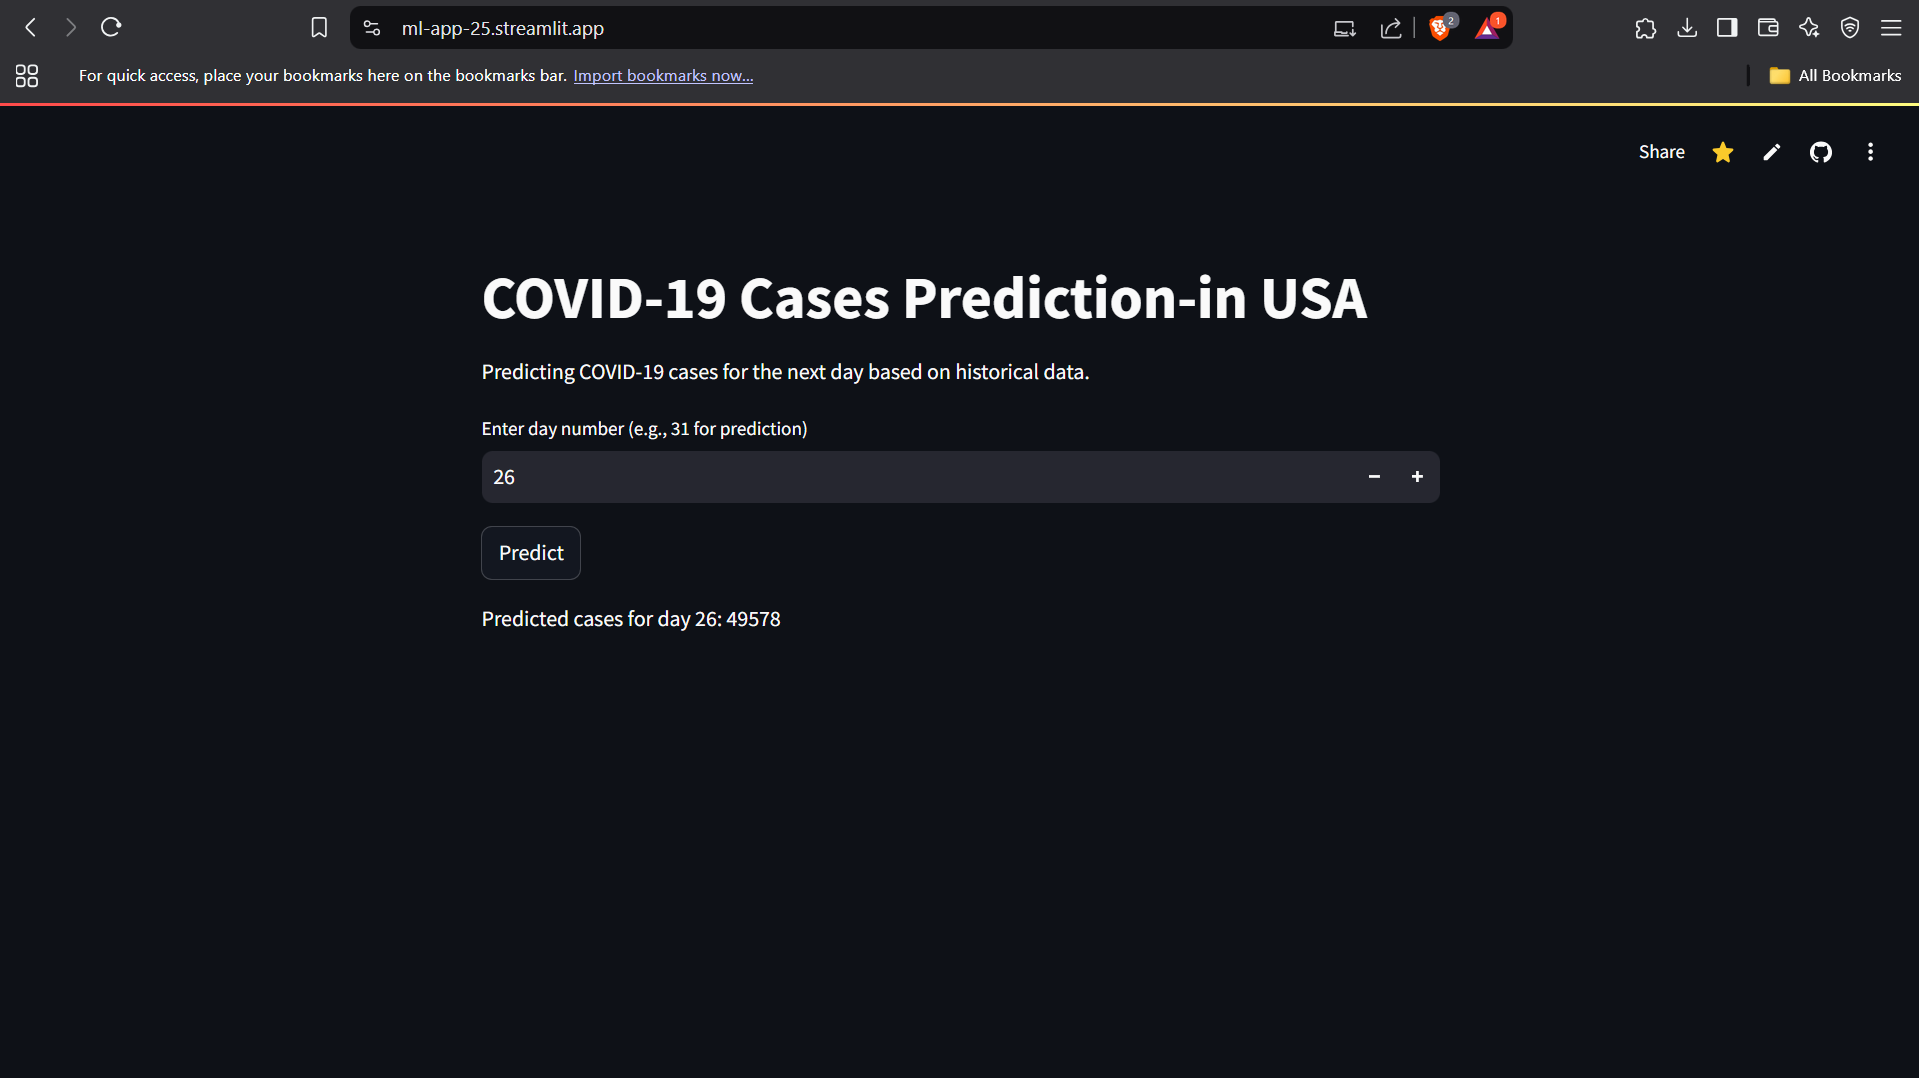 ml-app-25.streamlit.app
2
1
For quick access, place your bookmarks here on the bookmarks bar. Import bookmarks now...
All Bookmarks
Share
COVID-19 Cases Prediction-in USA
Predicting COVID-19 cases for the next day based on historical data.
Enter day number (e.g., 31 for prediction)
26
Predict
Predicted cases for day 26: 49578